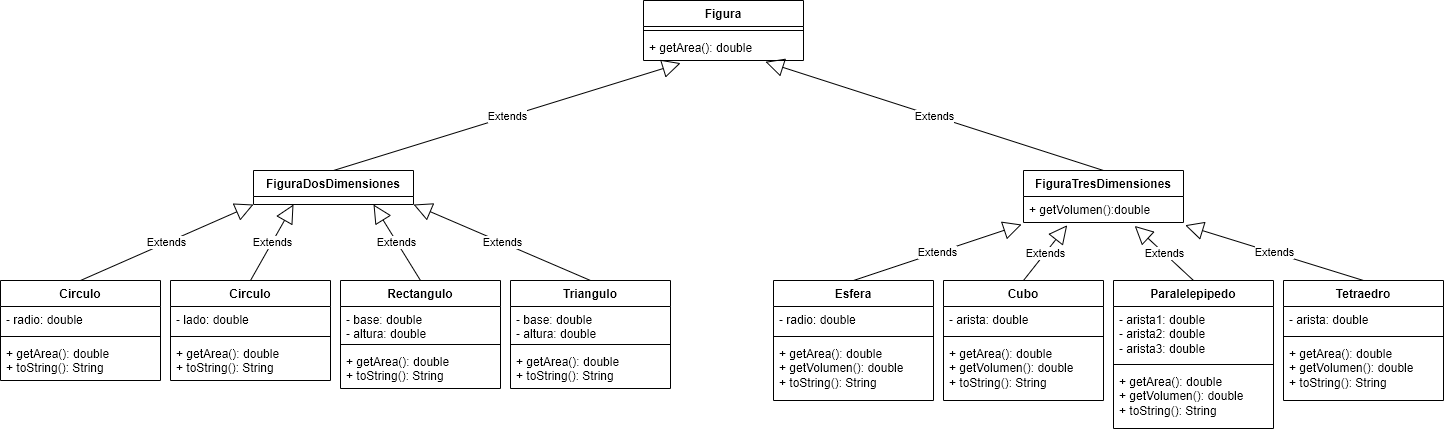 Figura
+ getArea(): double
Extends
Extends
FiguraDosDimensiones
FiguraTresDimensiones
+ getVolumen():double
Extends
Extends
Extends
Extends
Extends
Extends
Extends
Extends
Circulo
- radio: double
+ getArea(): double
+ toString(): String
Circulo
- lado: double
+ getArea(): double
+ toString(): String
Rectangulo
- base: double
- altura: double
+ getArea(): double
+ toString(): String
Triangulo
- base: double
- altura: double
+ getArea(): double
+ toString(): String
Esfera
- radio: double
+ getArea(): double
+ getVolumen(): double
+ toString(): String
Cubo
- arista: double
+ getArea(): double
+ getVolumen(): double
+ toString(): String
Paralelepipedo
- arista1: double
- arista2: double
- arista3: double
+ getArea(): double
+ getVolumen(): double
+ toString(): String
Tetraedro
- arista: double
+ getArea(): double
+ getVolumen(): double
+ toString(): String